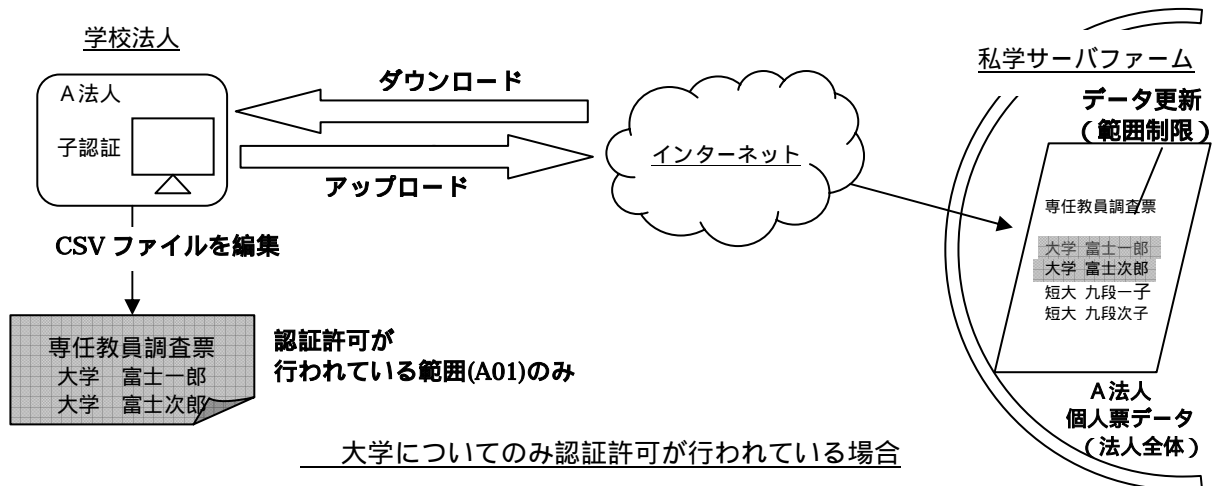 学校法人
A法人
子認証
ダウンロード
アップロード
インターネット
私学サーバファーム
データ更新
(範囲制限)
専任教員調査票
大学 富士一郎
大学 富士次郎
短大 九段一子
短大 九段次子
A法人
個人票データ
(法人全体)
CSV ファイルを編集
専任教員調査票
大学 富士一郎
大学 富士次郎
認証許可が
行われている範囲(A01)のみ
大学についてのみ認証許可が行われている場合